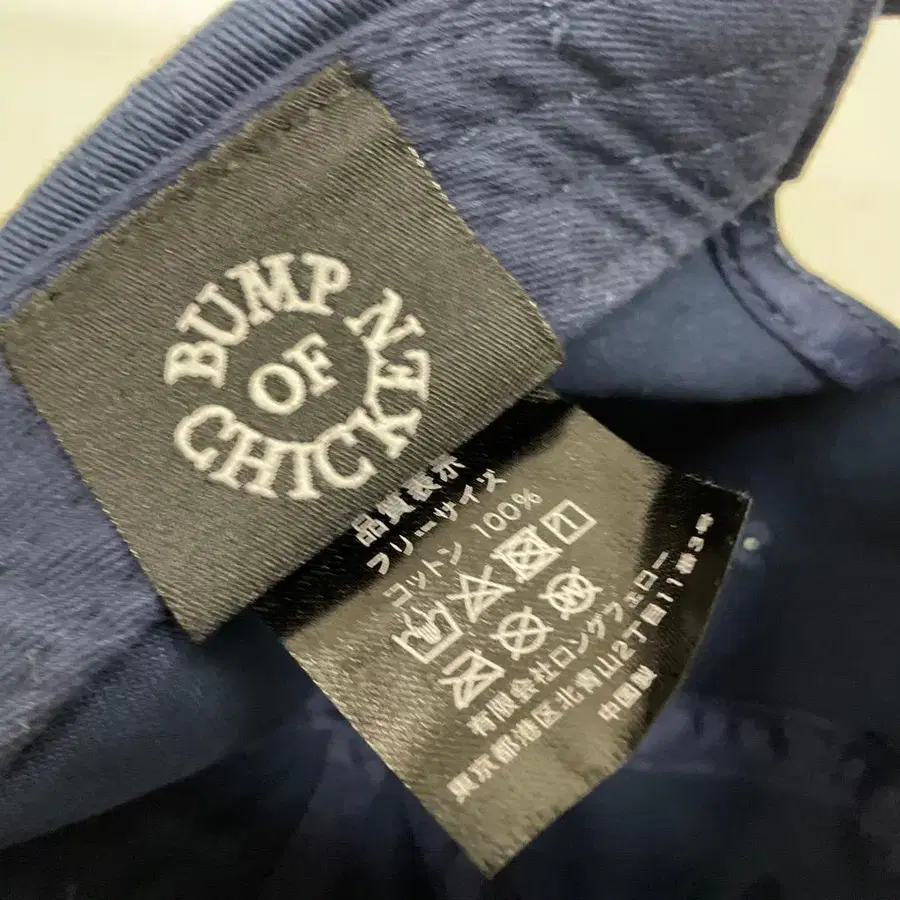 BUMP
OF
CHICKEN
品質表示
フリーサイズ
コットン 100%
有限会社ロングフェロー
東京都港区北青山2丁目11番3号
中国製